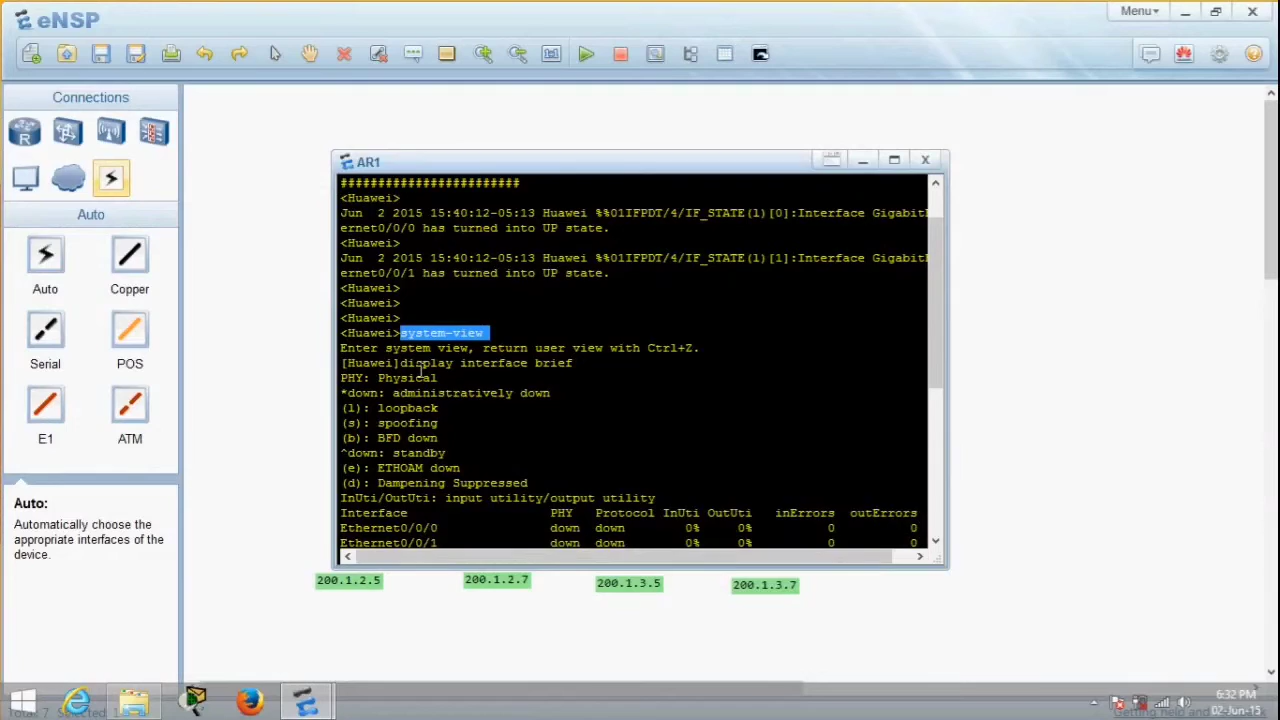 eNSP
Menu
Connections
R
Auto
Auto
Copper
Serial
POS
E1
ATM
Auto:
Automatically choose the
appropriate interfaces of the
device.
AR1
########################
<Huawei>
Jun  2 2015 15:40:12-05:13 Huawei %%01IFPDT/4/IF_STATE(l)[0]:Interface Gigabit
ernet0/0/0 has turned into UP state.
<Huawei>
Jun  2 2015 15:40:12-05:13 Huawei %%01IFPDT/4/IF_STATE(l)[1]:Interface Gigabit
ernet0/0/1 has turned into UP state.
<Huawei>
<Huawei>
<Huawei>
<Huawei>system-view
Enter system view, return user view with Ctrl+Z.
[Huawei]display interface brief
PHY: Physical
*down: administratively down
(l): loopback
(s): spoofing
(b): BFD down
^down: standby
(e): ETHOAM down
(d): Dampening Suppressed
InUti/OutUti: input utility/output utility
Interface PHY Protocol InUti OutUti inErrors outErrors
Ethernet0/0/0 down down 0% 0% 0 0
Ethernet0/0/1 down down 0% 0% 0 0
200.1.2.5
200.1.2.7
200.1.3.5
200.1.3.7
6:32 PM
02-Jun-15